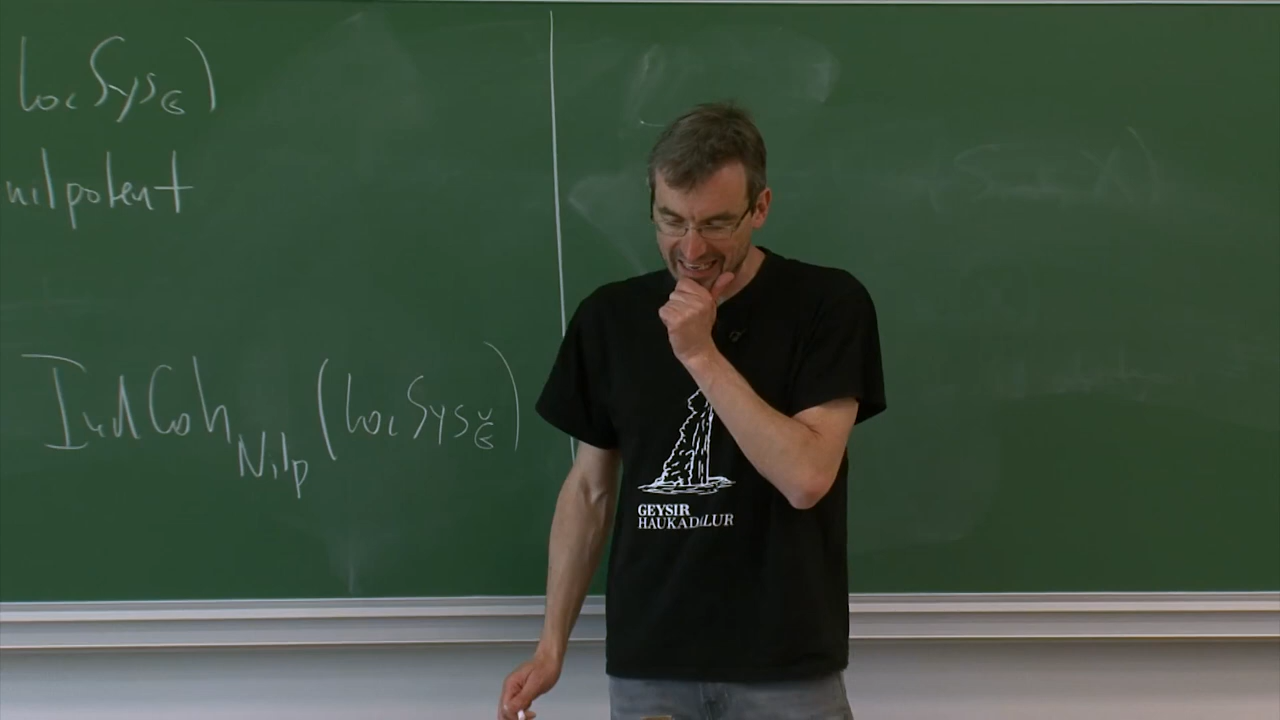 LocSys_G)
nilpotent
IndCoh_Nilp (LocSys_Ǧ)
GEYSIR
HAUKADALUR